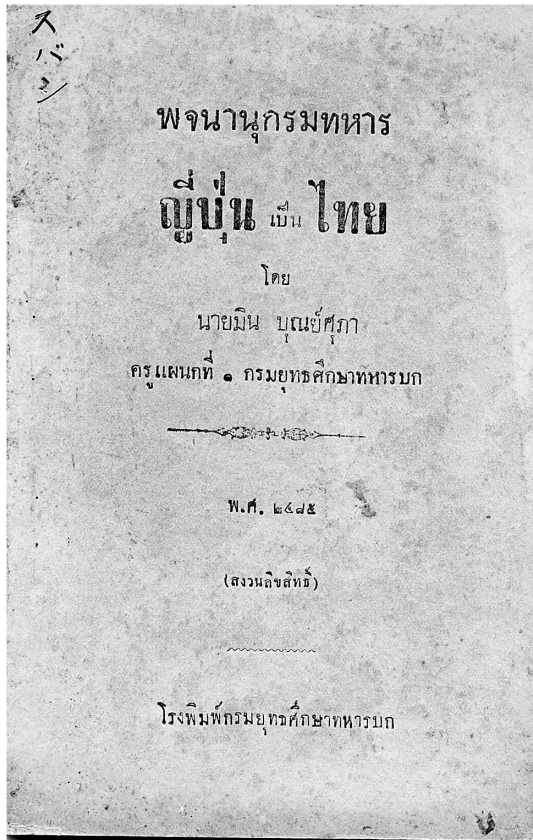 スバン
พจนานุกรมทหาร
ญี่ปุ่น เป็น ไทย
โดย
นายมิน บุณย์ศุภา
ครูแผนกที่ ๑ กรมยุทธศึกษาทหารบก
พ.ศ. ๒๔๘๕
(สงวนลิขสิทธิ์)
โรงพิมพ์กรมยุทธศึกษาทหารบก